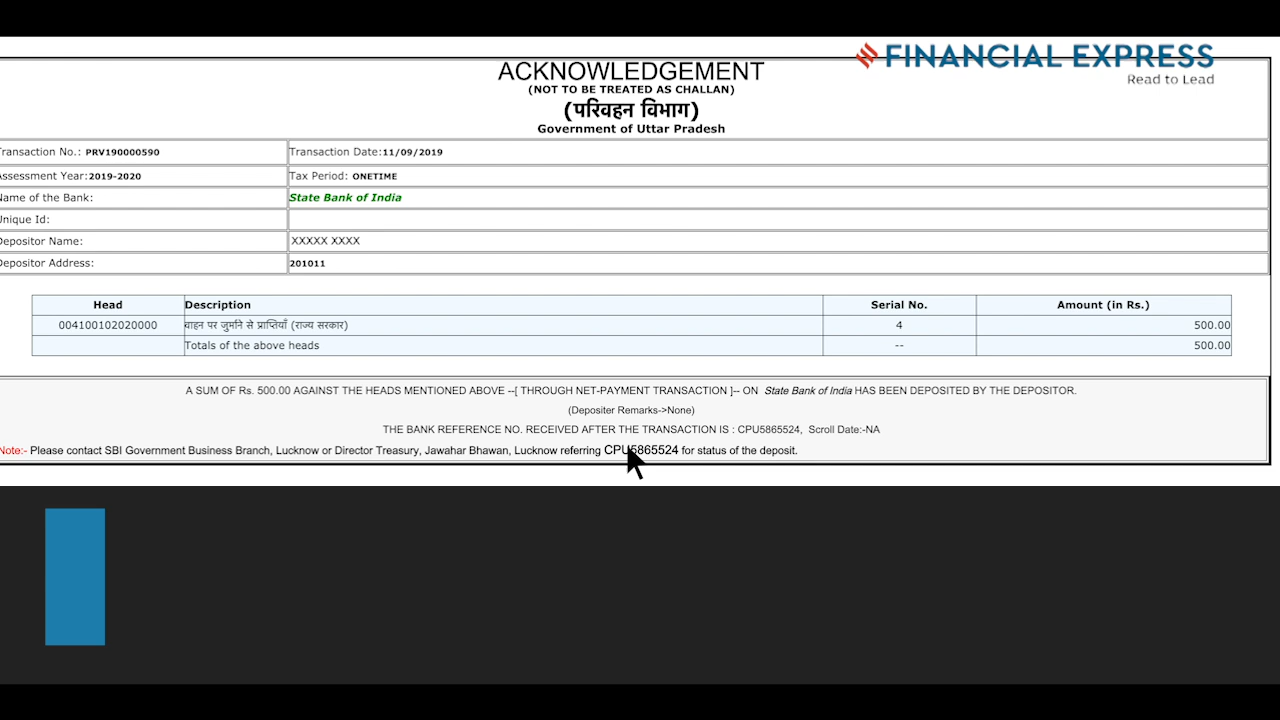 FINANCIAL EXPRESS
Read to Lead
ACKNOWLEDGEMENT
(NOT TO BE TREATED AS CHALLAN)
(परिवहन विभाग)
Government of Uttar Pradesh
Transaction No.: PRV190000590 Transaction Date:11/09/2019
Assessment Year:2019-2020 Tax Period: ONETIME
Name of the Bank: State Bank of India
Unique Id:
Depositor Name: XXXXX XXXX
Depositor Address: 201011
Head Description Serial No. Amount (in Rs.)
004100102020000 वाहन पर जुर्माने से प्राप्तियाँ (राज्य सरकार) 4 500.00
Totals of the above heads -- 500.00
A SUM OF Rs. 500.00 AGAINST THE HEADS MENTIONED ABOVE --[ THROUGH NET-PAYMENT TRANSACTION ]-- ON State Bank of India HAS BEEN DEPOSITED BY THE DEPOSITOR.
(Depositer Remarks->None)
THE BANK REFERENCE NO. RECEIVED AFTER THE TRANSACTION IS : CPU5865524, Scroll Date:-NA
Note:- Please contact SBI Government Business Branch, Lucknow or Director Treasury, Jawahar Bhawan, Lucknow referring CPU5865524 for status of the deposit.